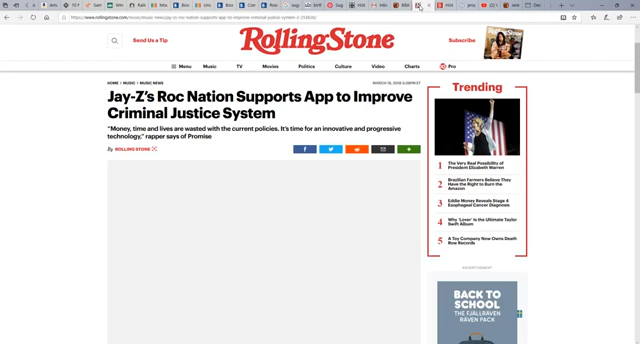 https://www.rollingstone.com/music/music-news/jay-zs-roc-nation-supports-app-to-improve-criminal-justice-system-2
Send Us a Tip
RollingStone
Subscribe
RollingStone
Menu Music TV Movies Politics Culture Video Charts Pro
HOME > MUSIC > MUSIC NEWS
MARCH 19, 2018
Jay-Z’s Roc Nation Supports App to Improve
Criminal Justice System
“Money, time and lives are wasted with the current policies. It’s time for an innovative and progressive
technology,” rapper says of Promise
By ROLLING STONE
Trending
1 The Very Real Possibility of
President Elizabeth Warren
2 Brazilian Farmers Believe They
Have the Right to Burn the
Amazon
3 Eddie Money Reveals Stage 4
Esophageal Cancer Diagnosis
4 Why ‘Lover’ Is the Ultimate Taylor
Swift Album
5 A Toy Company Now Owns Death
Row Records
ADVERTISEMENT
BACK TO
SCHOOL
THE FJALLRAVEN
RAVEN PACK